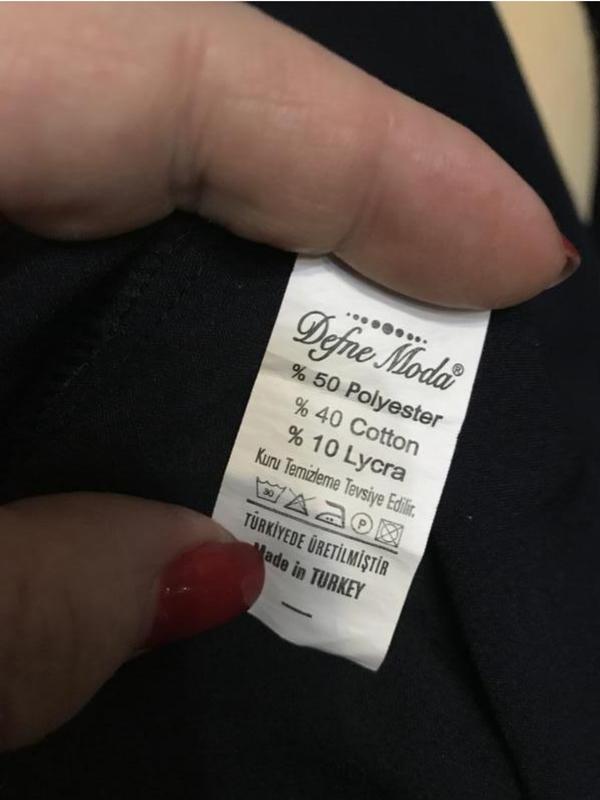 Defne Moda®
% 50 Polyester
% 40 Cotton
% 10 Lycra
Kuru Temizleme Tevsiye Edilir.
30 P
TÜRKİYEDE ÜRETİLMİŞTİR
Made in TURKEY